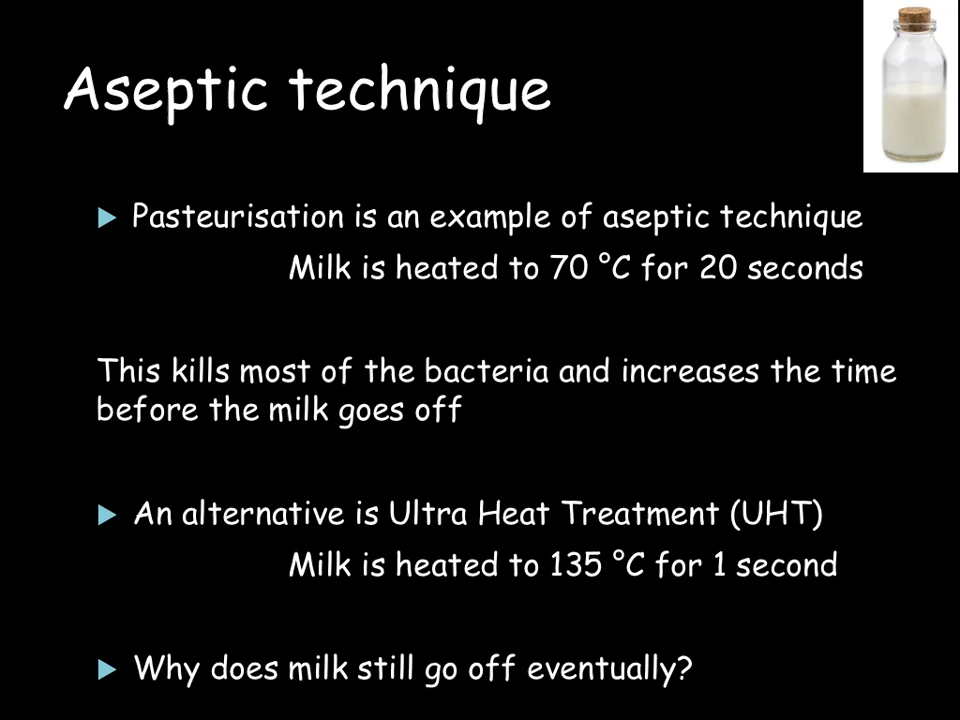 Aseptic technique
Pasteurisation is an example of aseptic technique
Milk is heated to 70 °C for 20 seconds
This kills most of the bacteria and increases the time
before the milk goes off
An alternative is Ultra Heat Treatment (UHT)
Milk is heated to 135 °C for 1 second
Why does milk still go off eventually?